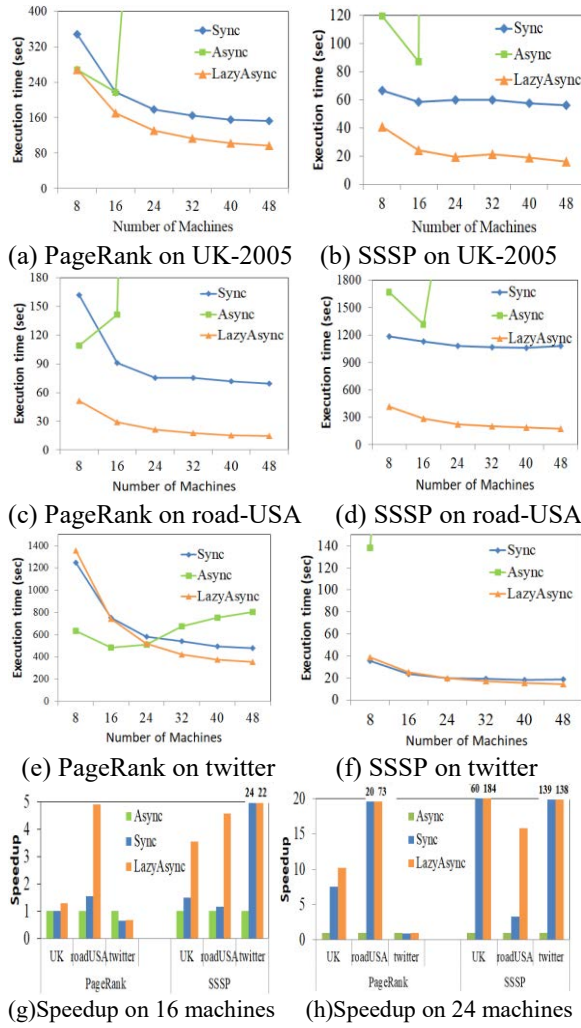 400
320
240
160
80
0
Execution time (sec)
Sync
Async
LazyAsync
8 16 24 32 40 48
Number of Machines
(a) PageRank on UK-2005
120
100
80
60
40
20
0
Execution time (sec)
Sync
Async
LazyAsync
8 16 24 32 40 48
Number of Machines
(b) SSSP on UK-2005
180
150
120
90
60
30
0
Execution time (sec)
Sync
Async
LazyAsync
8 16 24 32 40 48
Number of Machines
(c) PageRank on road-USA
1800
1500
1200
900
600
300
0
Execution time (sec)
Sync
Async
LazyAsync
8 16 24 32 40 48
Number of Machines
(d) SSSP on road-USA
1400
1200
1000
800
600
400
200
0
Execution time (sec)
Sync
Async
LazyAsync
8 16 24 32 40 48
Number of Machines
(e) PageRank on twitter
140
120
100
80
60
40
20
0
Execution time (sec)
Sync
Async
LazyAsync
8 16 24 32 40 48
Number of Machines
(f) SSSP on twitter
24 22
5
4
3
2
1
0
Speedup
Async
Sync
LazyAsync
UK roadUSA twitter UK roadUSA twitter
PageRank SSSP
(g)Speedup on 16 machines
20 73 60 184 139 138
20
15
10
5
0
Speedup
Async
Sync
LazyAsync
UK roadUSA twitter UK roadUSA twitter
PageRank SSSP
(h)Speedup on 24 machines